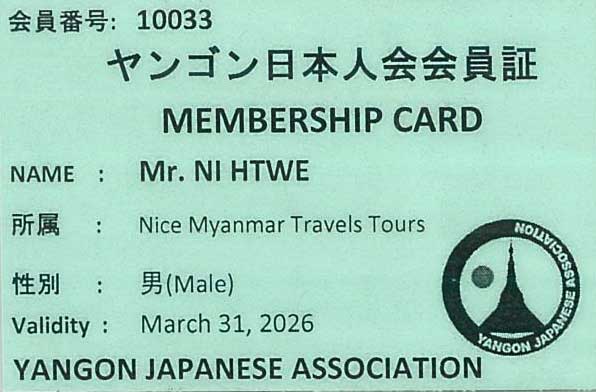 会員番号: 10033
ヤンゴン日本人会会員証
MEMBERSHIP CARD
NAME : Mr. NI HTWE
所属 : Nice Myanmar Travels Tours
性別 : 男(Male)
Validity : March 31, 2026
YANGON JAPANESE ASSOCIATION
YANGON JAPANESE ASSOCIATION